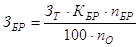 З_БР = (З_Т · К_БР · n_БР) / (100 · n_О)